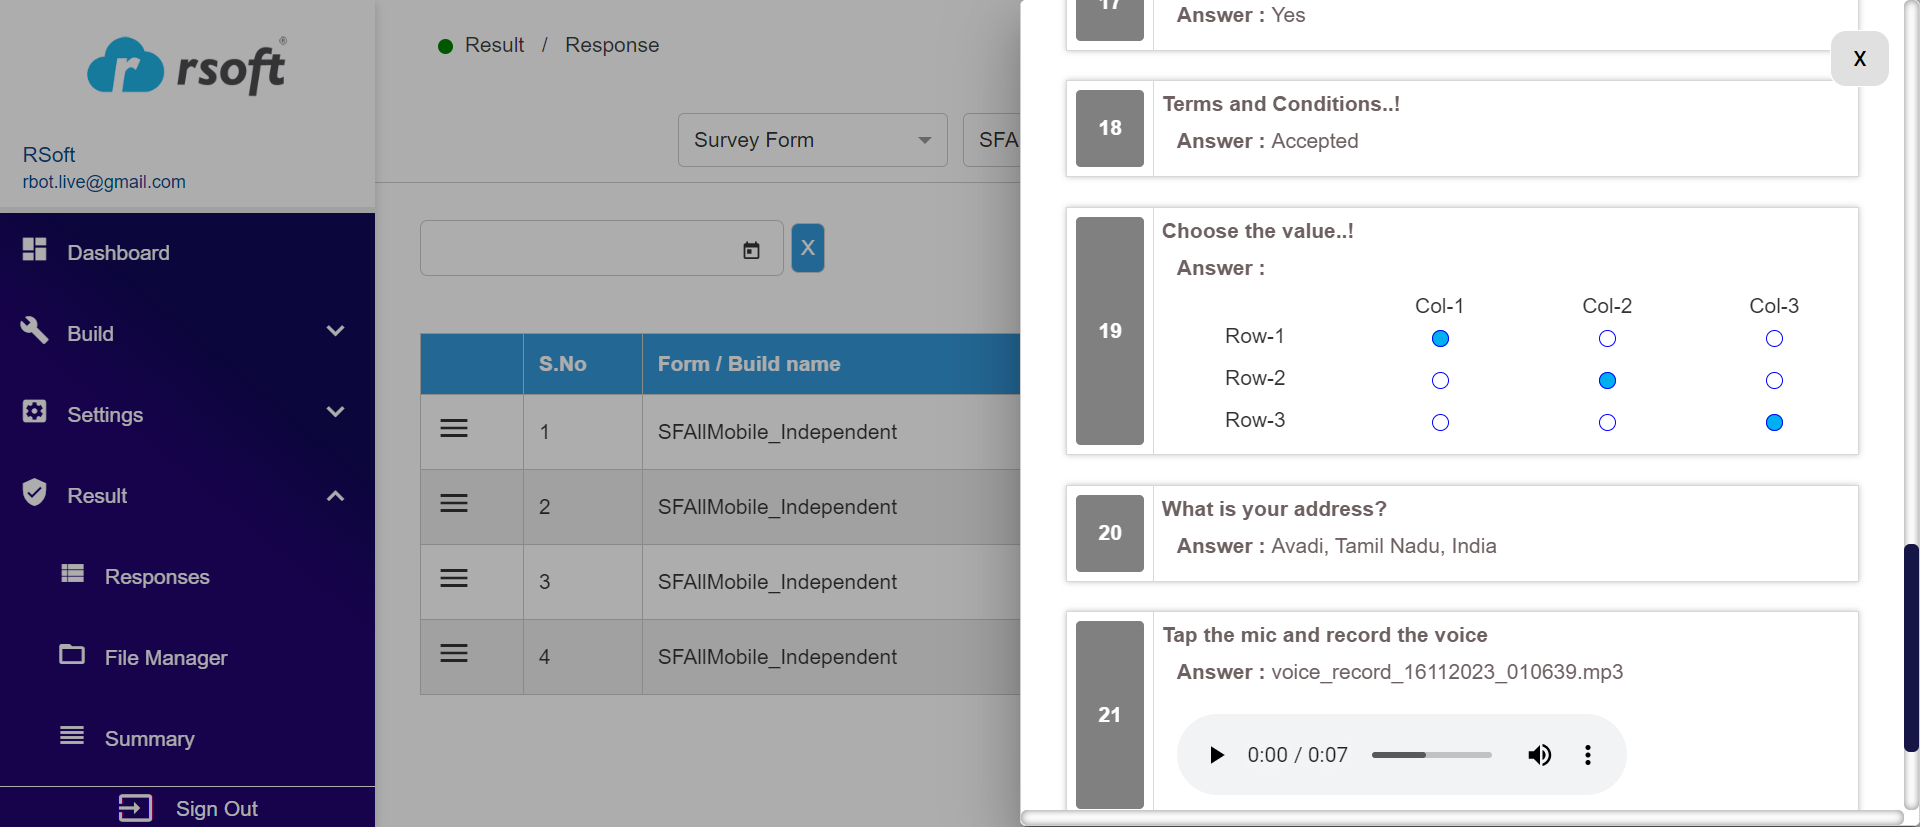 rsoft®
RSoft
rbot.live@gmail.com
Dashboard
Build
Settings
Result
Responses
File Manager
Summary
Sign Out
Result / Response
Survey Form
SFA
X
S.No Form / Build name
1 SFAllMobile_Independent
2 SFAllMobile_Independent
3 SFAllMobile_Independent
4 SFAllMobile_Independent
X
17
Answer : Yes
18
Terms and Conditions..!
Answer : Accepted
19
Choose the value..!
Answer :
Col-1 Col-2 Col-3
Row-1
Row-2
Row-3
20
What is your address?
Answer : Avadi, Tamil Nadu, India
21
Tap the mic and record the voice
Answer : voice_record_16112023_010639.mp3
0:00 / 0:07